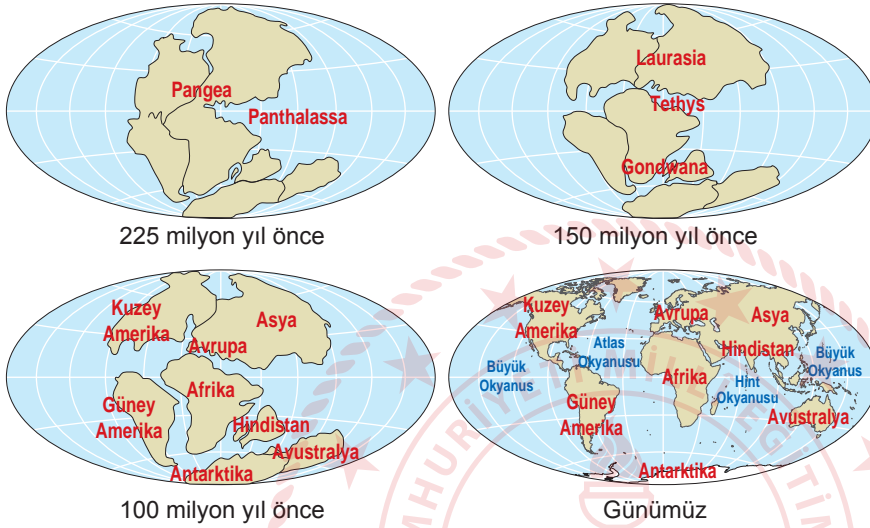 Pangea
Panthalassa
225 milyon yıl önce
Laurasia
Tethys
Gondwana
150 milyon yıl önce
Kuzey
Amerika
Asya
Avrupa
Afrika
Güney
Amerika
Hindistan
Avustralya
Antarktika
100 milyon yıl önce
Kuzey
Amerika
Avrupa
Asya
Atlas
Okyanusu
Hindistan
Büyük
Okyanus
Büyük
Okyanus
Afrika
Hint
Okyanusu
Güney
Amerika
Avustralya
Antarktika
Günümüz